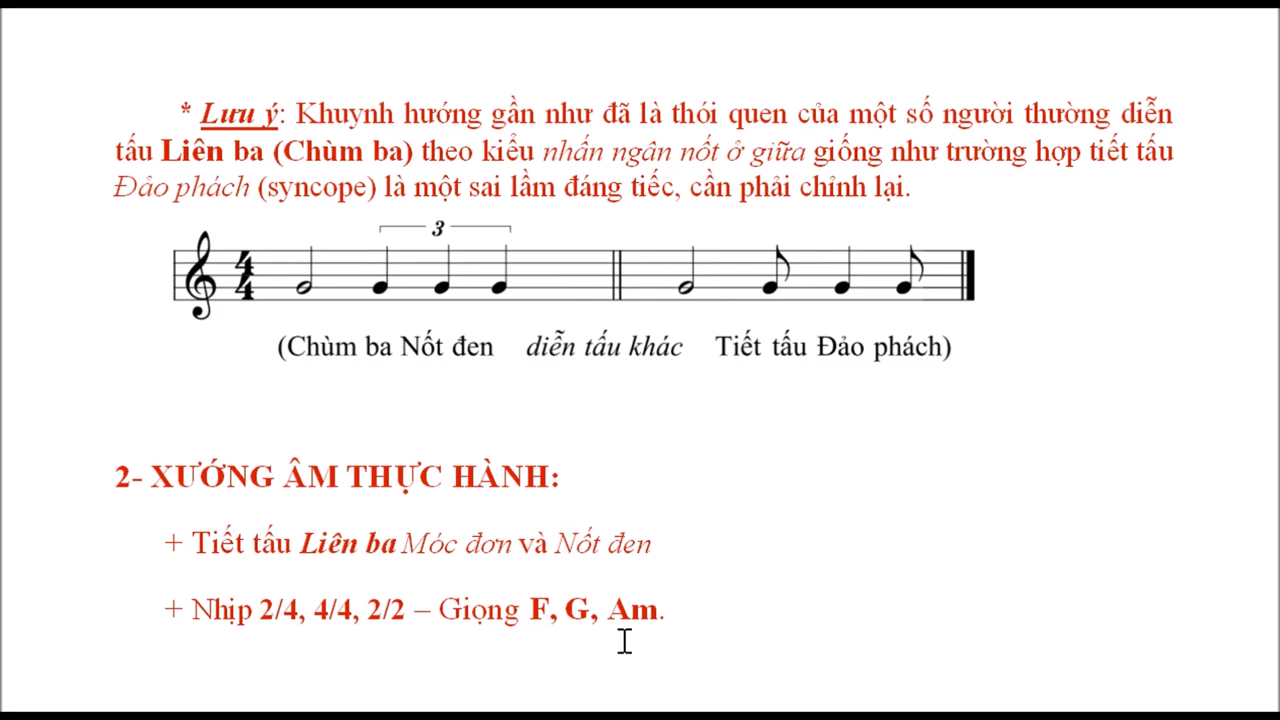 * Lưu ý: Khuynh hướng gần như đã là thói quen của một số người thường diễn
tấu Liên ba (Chùm ba) theo kiểu nhấn ngân nốt ở giữa giống như trường hợp tiết tấu
Đảo phách (syncope) là một sai lầm đáng tiếc, cần phải chỉnh lại.
3
4
4
(Chùm ba Nốt đen diễn tấu khác Tiết tấu Đảo phách)
2- XƯỚNG ÂM THỰC HÀNH:
+ Tiết tấu Liên ba Móc đơn và Nốt đen
+ Nhịp 2/4, 4/4, 2/2 – Giọng F, G, Am.